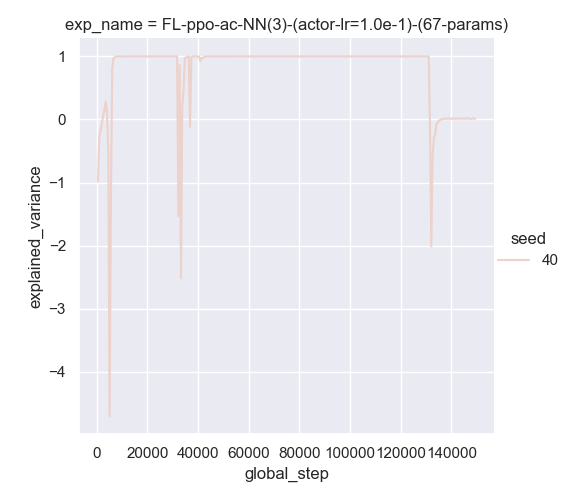 exp_name = FL-ppo-ac-NN(3)-(actor-lr=1.0e-1)-(67-params)
1
0
−1
−2
−3
−4
explained_variance
0 20000 40000 60000 80000 100000 120000 140000
global_step
seed
40